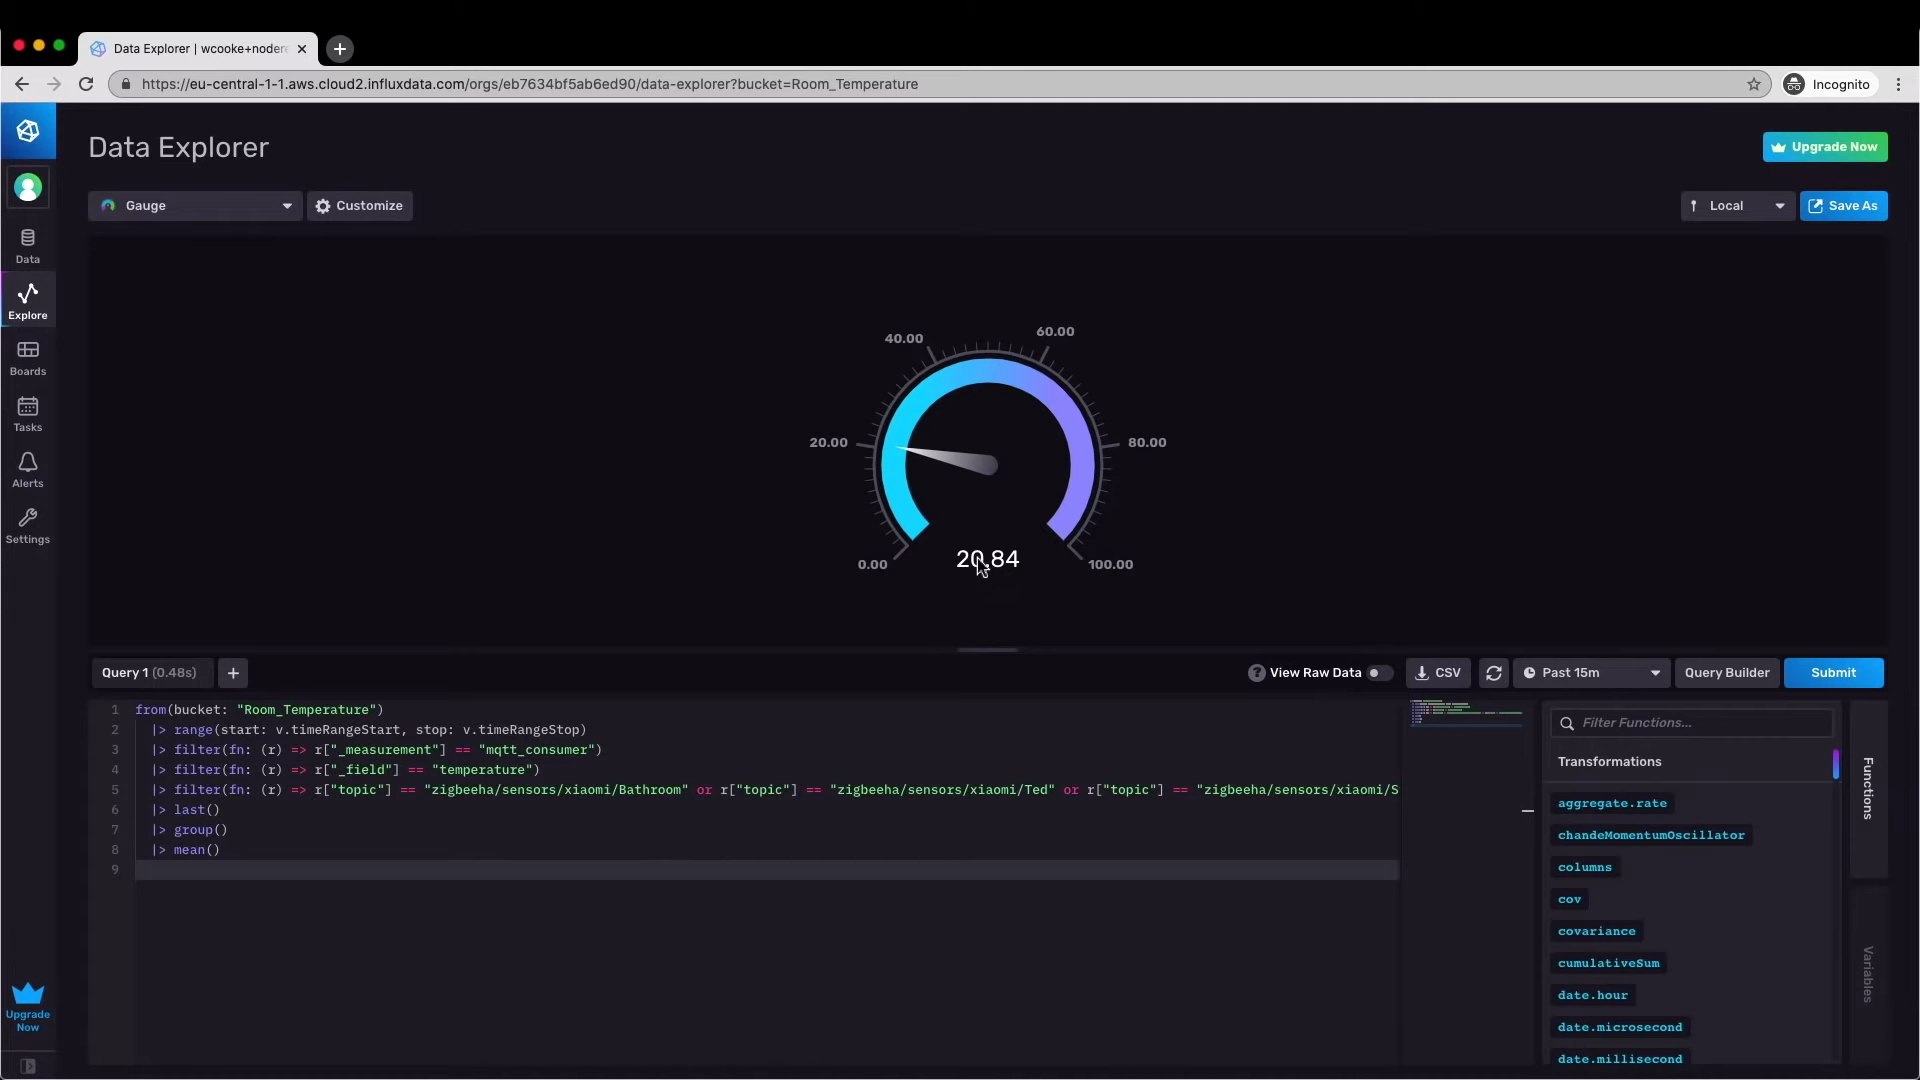 Data Explorer | wcooke+nodere
https://eu-central-1-1.aws.cloud2.influxdata.com/orgs/eb7634bf5ab6ed90/data-explorer?bucket=Room_Temperature
Incognito
Data Explorer
Upgrade Now
Gauge
Customize
Local
Save As
Data
Explore
Boards
Tasks
Alerts
Settings
Upgrade
Now
40.00
60.00
20.00
80.00
0.00
20.84
100.00
Query 1 (0.48s)
View Raw Data
CSV
Past 15m
Query Builder
Submit
1 from(bucket: "Room_Temperature")
2 |> range(start: v.timeRangeStart, stop: v.timeRangeStop)
3 |> filter(fn: (r) => r["_measurement"] == "mqtt_consumer")
4 |> filter(fn: (r) => r["_field"] == "temperature")
5 |> filter(fn: (r) => r["topic"] == "zigbeeha/sensors/xiaomi/Bathroom" or r["topic"] == "zigbeeha/sensors/xiaomi/Ted" or r["topic"] == "zigbeeha/sensors/xiaomi/S
6 |> last()
7 |> group()
8 |> mean()
9
Filter Functions...
Transformations
aggregate.rate
chandeMomentumOscillator
columns
cov
covariance
cumulativeSum
date.hour
date.microsecond
date.millisecond
Functions
Variables